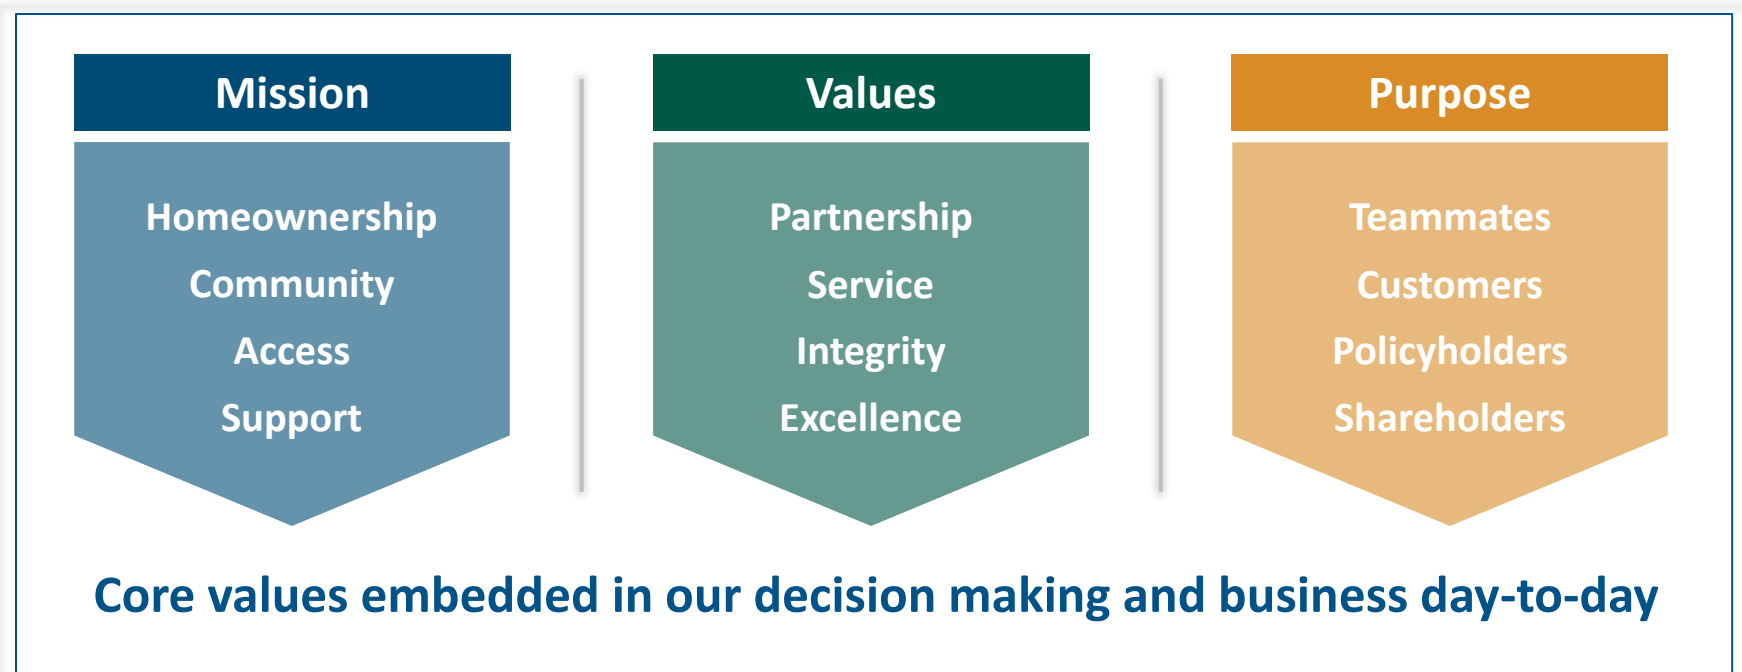 Mission
Homeownership
Community
Access
Support
Values
Partnership
Service
Integrity
Excellence
Purpose
Teammates
Customers
Policyholders
Shareholders
Core values embedded in our decision making and business day-to-day